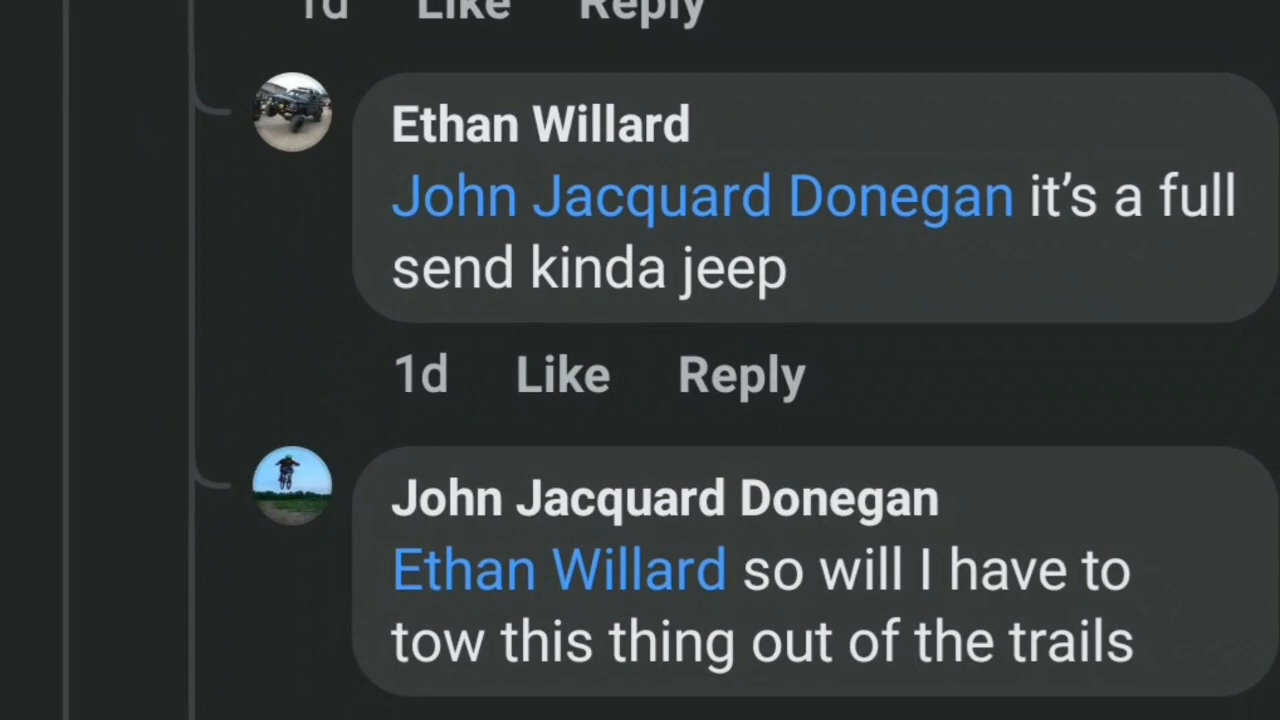 1d Like Reply
Ethan Willard
John Jacquard Donegan it’s a full
send kinda jeep
1d Like Reply
John Jacquard Donegan
Ethan Willard so will I have to
tow this thing out of the trails